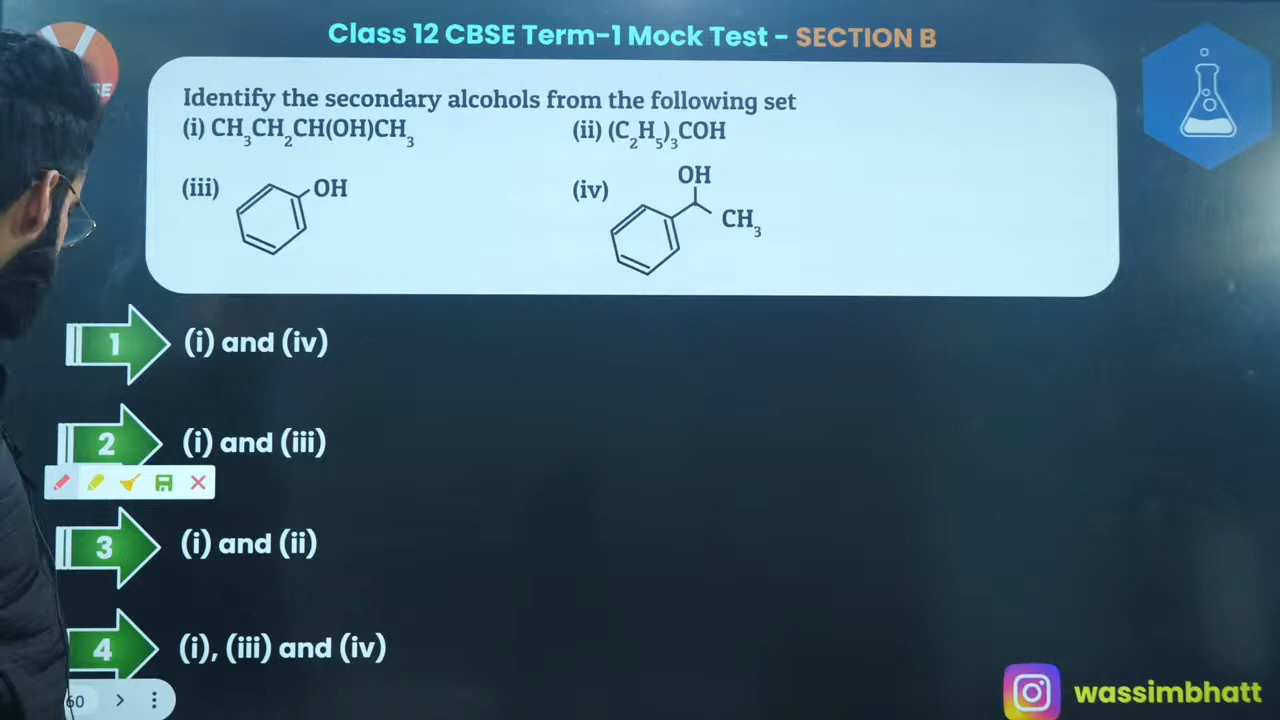 Class 12 CBSE Term-1 Mock Test - SECTION B
Identify the secondary alcohols from the following set
(i) CH₃CH₂CH(OH)CH₃ (ii) (C₂H₅)₃COH
(iii) OH (iv) OH CH₃
1 (i) and (iv)
2 (i) and (iii)
3 (i) and (ii)
4 (i), (iii) and (iv)
60
wassimbhatt